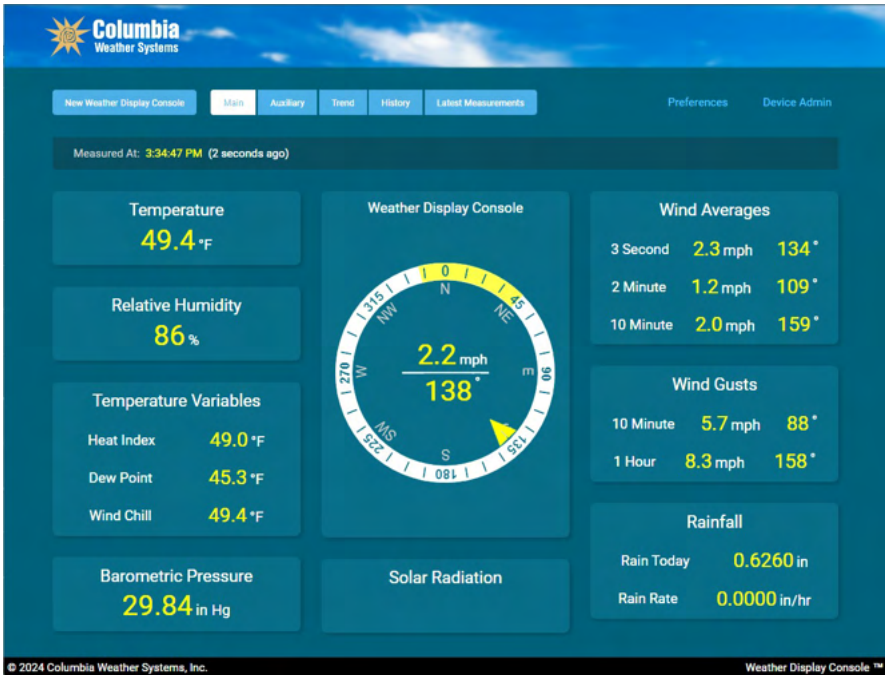 Columbia
Weather Systems
New Weather Display Console
Main
Auxiliary
Trend
History
Latest Measurements
Preferences
Device Admin
Measured At: 3:34:47 PM (2 seconds ago)
Temperature
49.4 °F
Relative Humidity
86 %
Temperature Variables
Heat Index 49.0 °F
Dew Point 45.3 °F
Wind Chill 49.4 °F
Barometric Pressure
29.84 in Hg
Weather Display Console
0
N
45
NE
90
E
135
180
S
225
SW
270
W
315
NW
2.2 mph
138°
Solar Radiation
Wind Averages
3 Second 2.3 mph 134°
2 Minute 1.2 mph 109°
10 Minute 2.0 mph 159°
Wind Gusts
10 Minute 5.7 mph 88°
1 Hour 8.3 mph 158°
Rainfall
Rain Today 0.6260 in
Rain Rate 0.0000 in/hr
© 2024 Columbia Weather Systems, Inc.
Weather Display Console ™